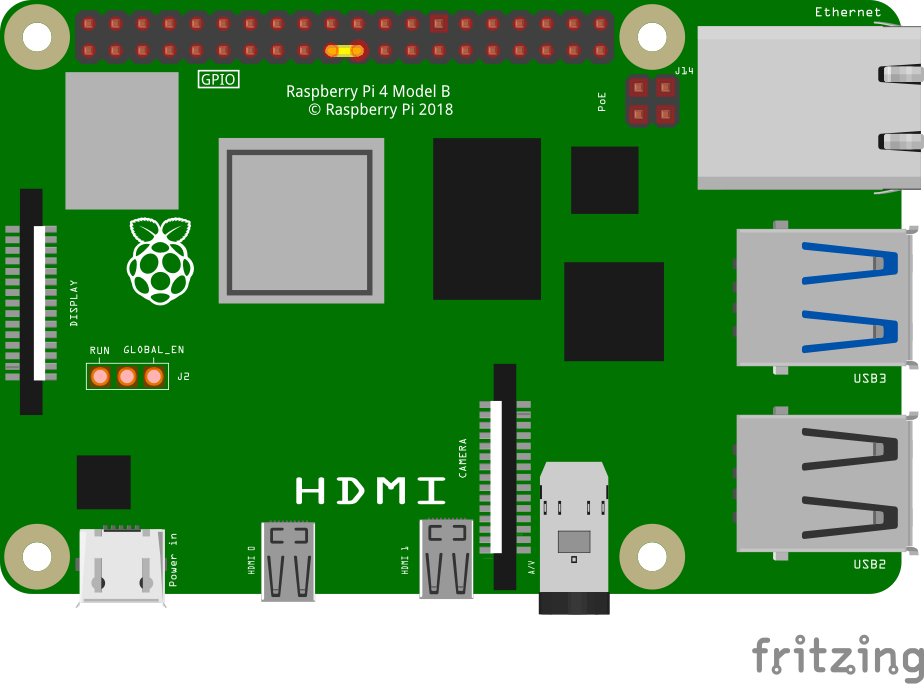 Ethernet
J14
GPIO
Raspberry Pi 4 Model B
© Raspberry Pi 2018
PoE
DISPLAY
RUN GLOBAL_EN
J2
USB3
CAMERA
HDMI
Power in
HDMI 0
HDMI 1
A/V
USB2
fritzing